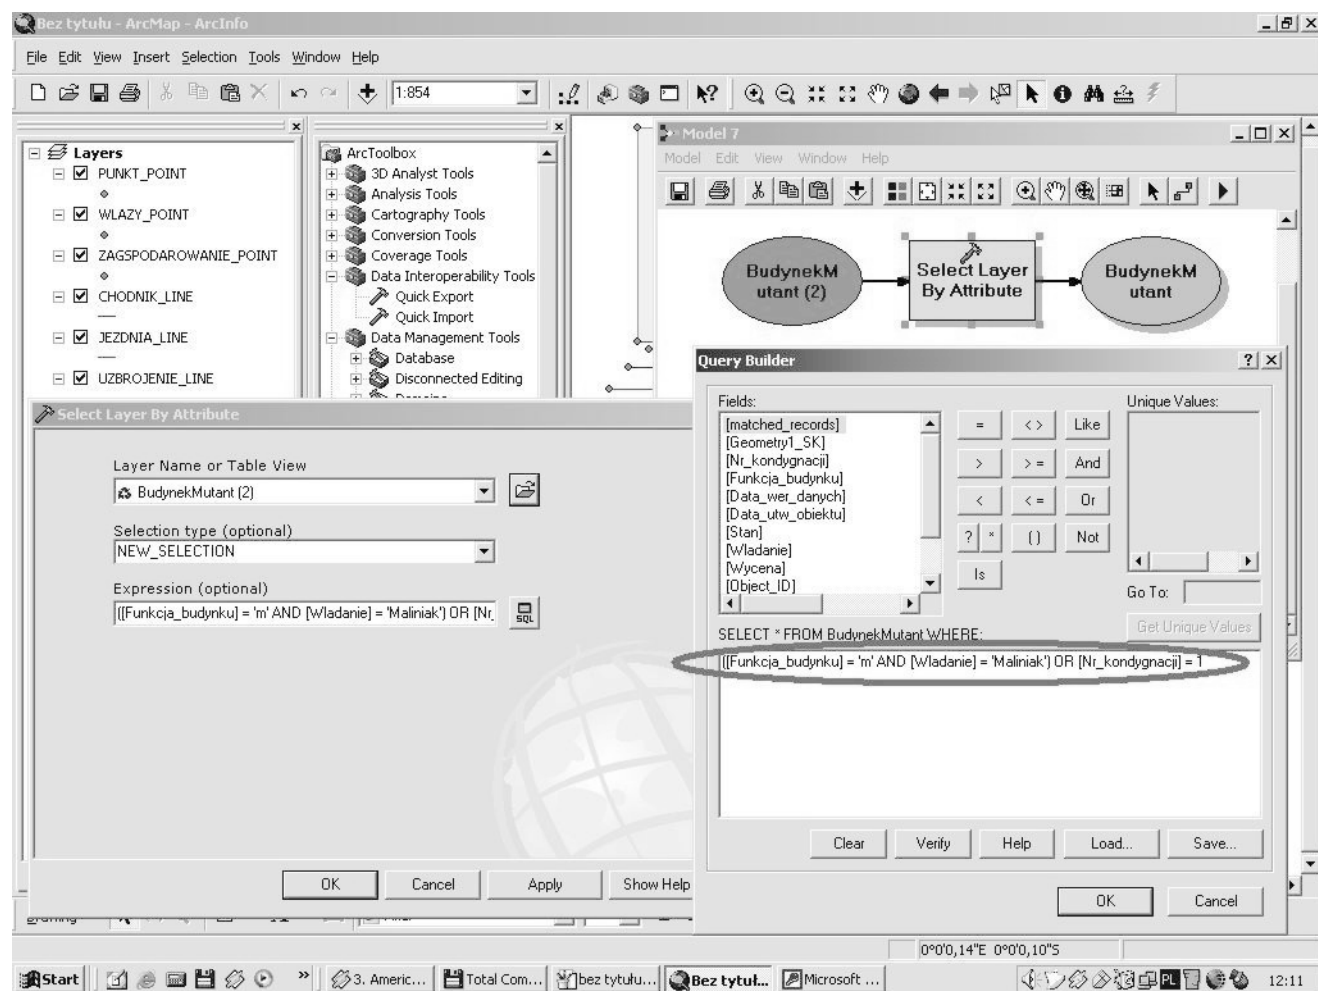 Bez tytułu - ArcMap - ArcInfo
File Edit View Insert Selection Tools Window Help
1:854
Layers
PUNKT_POINT
WLAZY_POINT
ZAGSPODAROWANIE_POINT
CHODNIK_LINE
JEZDNIA_LINE
UZBROJENIE_LINE
ArcToolbox
3D Analyst Tools
Analysis Tools
Cartography Tools
Conversion Tools
Coverage Tools
Data Interoperability Tools
Quick Export
Quick Import
Data Management Tools
Database
Disconnected Editing
Model 7
Model Edit View Window Help
BudynekM
utant (2)
Select Layer
By Attribute
BudynekM
utant
Select Layer By Attribute
Layer Name or Table View
BudynekMutant (2)
Selection type (optional)
NEW_SELECTION
Expression (optional)
([Funkcja_budynku] = 'm' AND [Wladanie] = 'Maliniak') OR [Nr_
SQL
OK Cancel Apply Show Help
Query Builder
Fields:
[matched_records]
[Geometry1_SK]
[Nr_kondygnacji]
[Funkcja_budynku]
[Data_wer_danych]
[Data_utw_obiektu]
[Stan]
[Wladanie]
[Wycena]
[Object_ID]
= < > Like
> > = And
< < = Or
? * ( ) Not
Is
Unique Values:
Go To:
Get Unique Values
SELECT * FROM BudynekMutant WHERE:
([Funkcja_budynku] = 'm' AND [Wladanie] = 'Maliniak') OR [Nr_kondygnacji] = 1
Clear Verify Help Load... Save...
OK Cancel
0°0'0,14"E 0°0'0,10"S
Start » 3. Americ... Total Com... bez tytułu... Bez tytuł... Microsoft ... PL 12:11